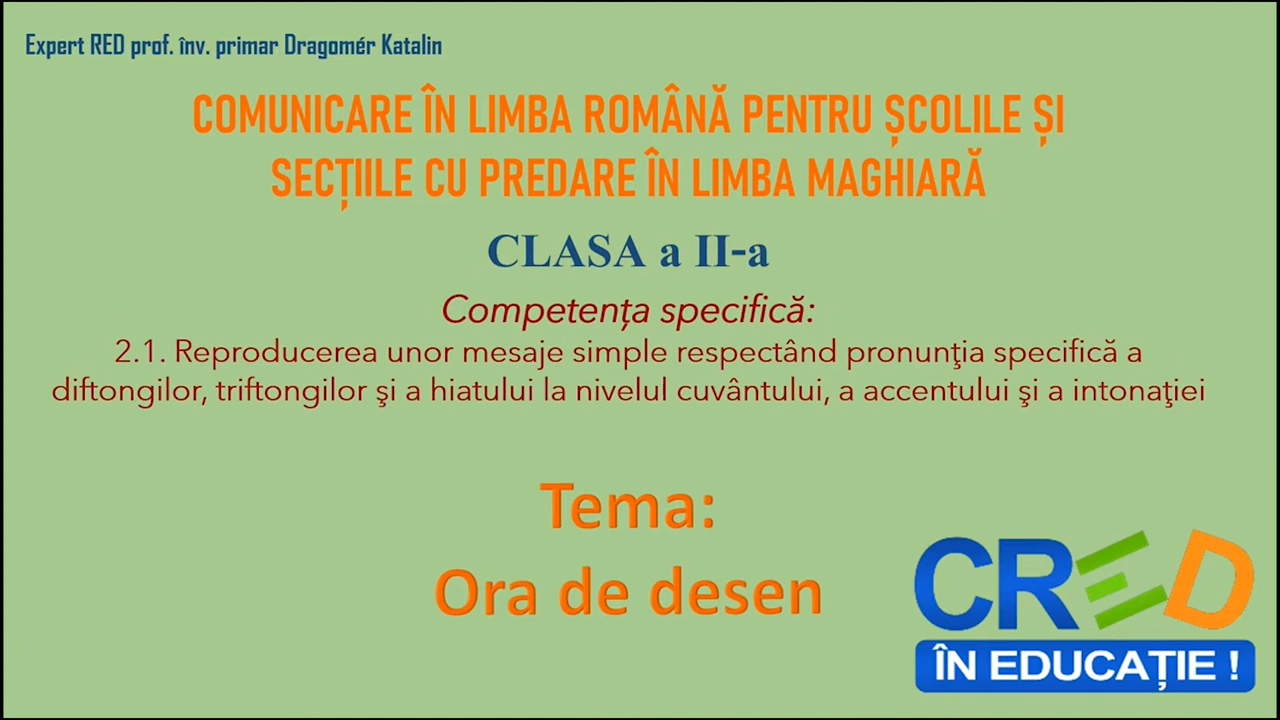 Expert RED prof. înv. primar Dragomér Katalin
COMUNICARE ÎN LIMBA ROMÂNĂ PENTRU ȘCOLILE ȘI
SECȚIILE CU PREDARE ÎN LIMBA MAGHIARĂ
CLASA a II-a
Competența specifică:
2.1. Reproducerea unor mesaje simple respectând pronunţia specifică a
diftongilor, triftongilor şi a hiatului la nivelul cuvântului, a accentului şi a intonaţiei
Tema:
Ora de desen
CRED
ÎN EDUCAȚIE !